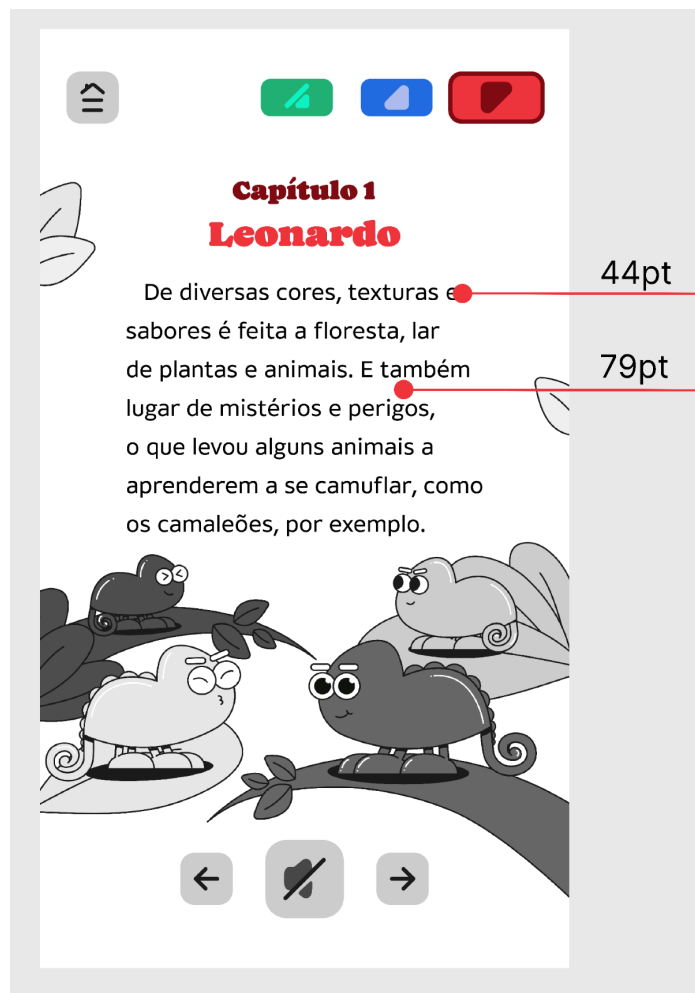 Capítulo 1
Leonardo
De diversas cores, texturas e
sabores é feita a floresta, lar
de plantas e animais. E também
lugar de mistérios e perigos,
o que levou alguns animais a
aprenderem a se camuflar, como
os camaleões, por exemplo.
44pt
79pt